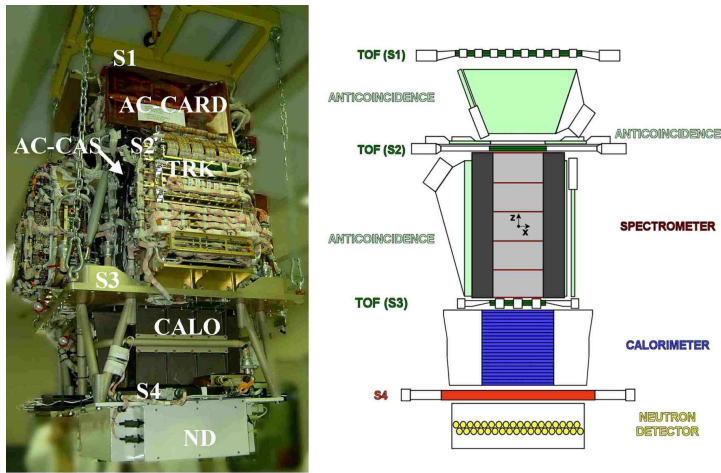 S1
AC-CARD
AC-CAS
S2
TRK
S3
CALO
S4
ND
TOF (S1)
ANTICOINCIDENCE
ANTICOINCIDENCE
TOF (S2)
SPECTROMETER
z
x
ANTICOINCIDENCE
TOF (S3)
CALORIMETER
S4
NEUTRON
DETECTOR